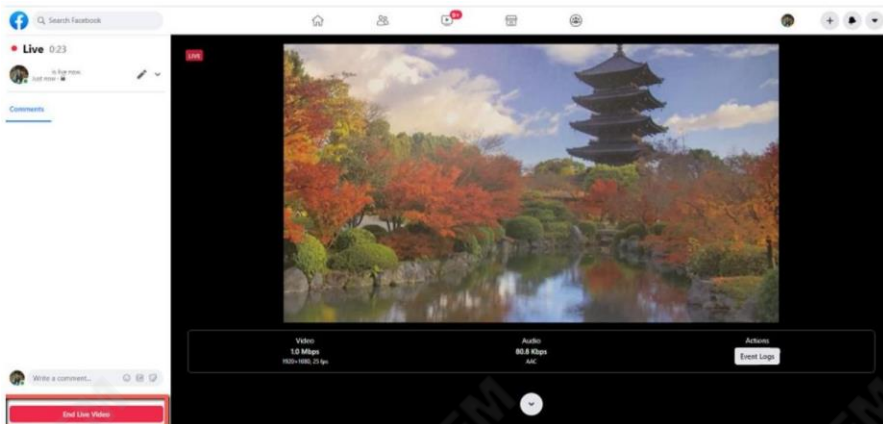 Search Facebook
8+
Live 0:23
is live now.
Just now
Comments
LIVE
Video
1.0 Mbps
1920×1080, 25 fps
Audio
80.8 Kbps
AAC
Actions
Event Logs
Write a comment...
End Live Video